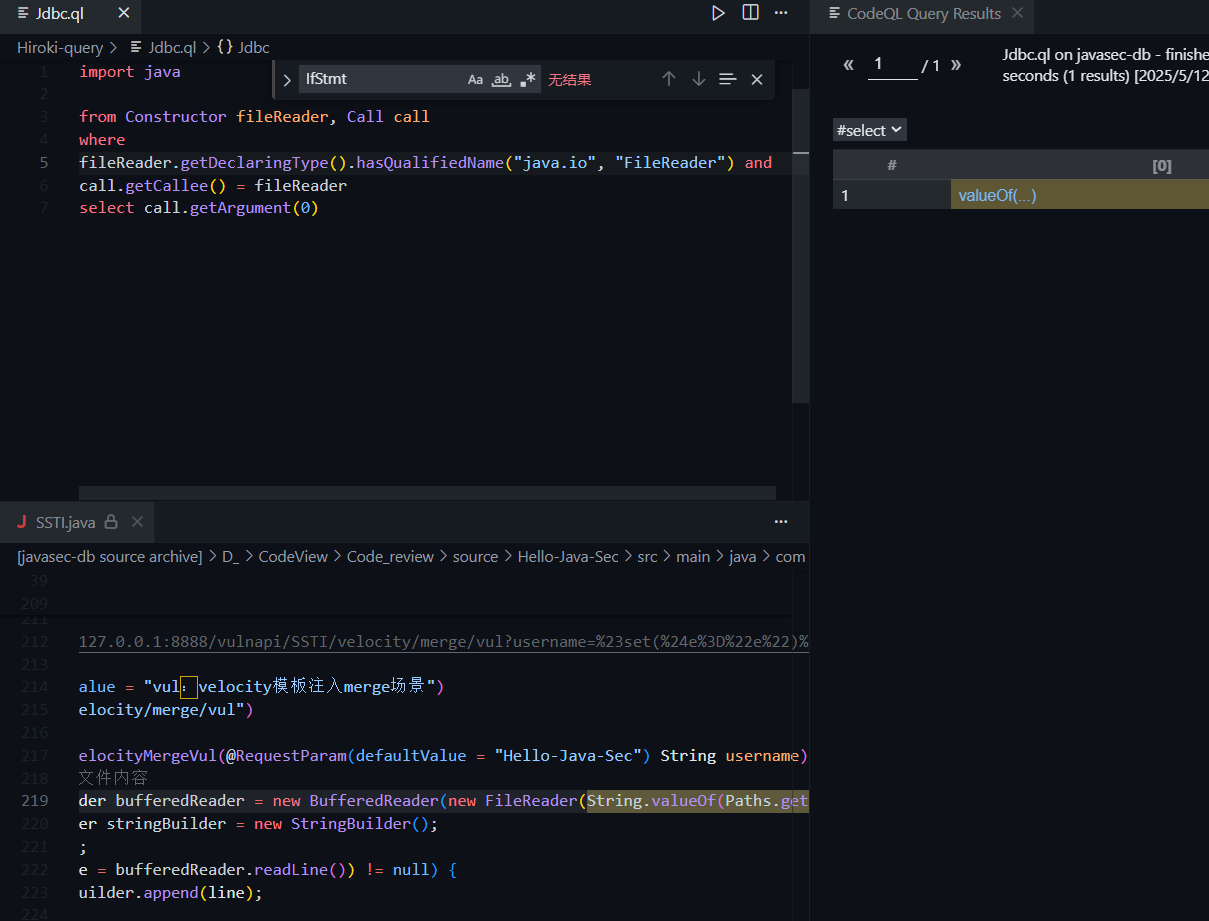 Jdbc.ql
Hiroki-query > Jdbc.ql > {} Jdbc
IfStmt Aa ab .* 无结果
1 import java
2
3 from Constructor fileReader, Call call
4 where
5 fileReader.getDeclaringType().hasQualifiedName("java.io", "FileReader") and
6 call.getCallee() = fileReader
7 select call.getArgument(0)
CodeQL Query Results
« 1 / 1 »
Jdbc.ql on javasec-db - finishe
seconds (1 results) [2025/5/12
#select
# [0]
1 valueOf(...)
J SSTI.java
[javasec-db source archive] > D_ > CodeView > Code_review > source > Hello-Java-Sec > src > main > java > com
39
209
211
212 127.0.0.1:8888/vulnapi/SSTI/velocity/merge/vul?username=%23set(%24e%3D%22e%22)%
213
214 alue = "vul：velocity模板注入merge场景")
215 elocity/merge/vul")
216
217 elocityMergeVul(@RequestParam(defaultValue = "Hello-Java-Sec") String username)
218 文件内容
219 der bufferedReader = new BufferedReader(new FileReader(String.valueOf(Paths.get
220 er stringBuilder = new StringBuilder();
221 ;
222 e = bufferedReader.readLine()) != null) {
223 uilder.append(line);
224